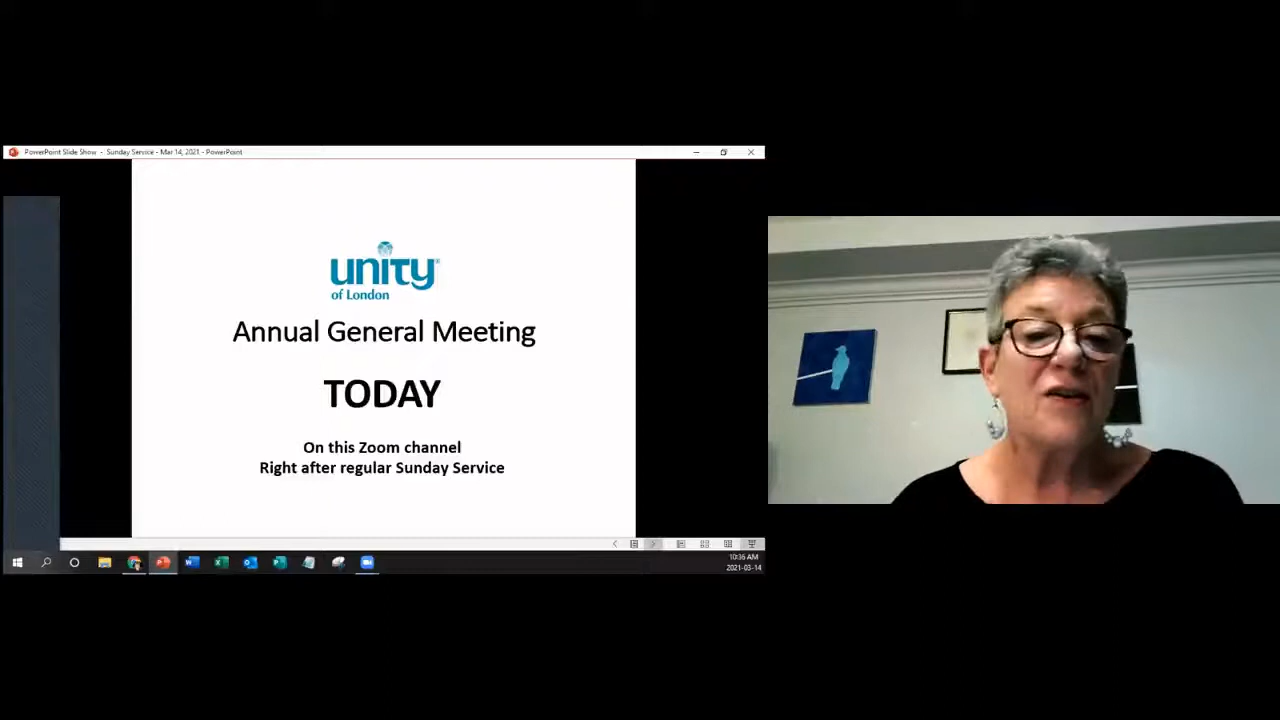 PowerPoint Slide Show - Sunday Service - Mar 14, 2021 - PowerPoint
unity®
of London
Annual General Meeting
TODAY
On this Zoom channel
Right after regular Sunday Service
10:36 AM
2021-03-14